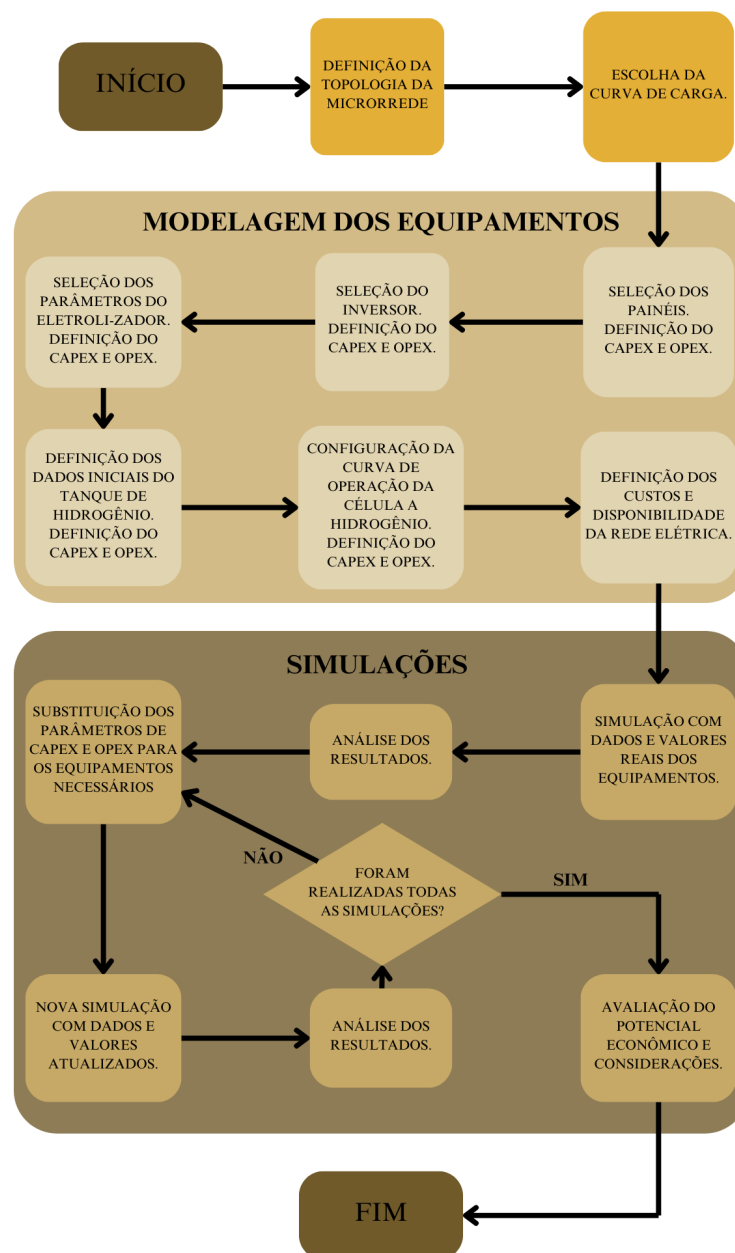 INÍCIO
DEFINIÇÃO DA
TOPOLOGIA DA
MICRORREDE
ESCOLHA DA
CURVA DE CARGA.
MODELAGEM DOS EQUIPAMENTOS
SELEÇÃO DOS
PARÂMETROS DO
ELETROLI-ZADOR.
DEFINIÇÃO DO
CAPEX E OPEX.
SELEÇÃO DO
INVERSOR.
DEFINIÇÃO DO
CAPEX E OPEX.
SELEÇÃO DOS
PAINÉIS.
DEFINIÇÃO DO
CAPEX E OPEX.
DEFINIÇÃO DOS
DADOS INICIAIS DO
TANQUE DE
HIDROGÊNIO.
DEFINIÇÃO DO
CAPEX E OPEX.
CONFIGURAÇÃO DA
CURVA DE
OPERAÇÃO DA
CÉLULA A
HIDROGÊNIO.
DEFINIÇÃO DO
CAPEX E OPEX.
DEFINIÇÃO DOS
CUSTOS E
DISPONIBILIDADE
DA REDE ELÉTRICA.
SIMULAÇÕES
SUBSTITUIÇÃO DOS
PARÂMETROS DE
CAPEX E OPEX PARA
OS EQUIPAMENTOS
NECESSÁRIOS
ANÁLISE DOS
RESULTADOS.
SIMULAÇÃO COM
DADOS E VALORES
REAIS DOS
EQUIPAMENTOS.
NÃO
FORAM
REALIZADAS TODAS
AS SIMULAÇÕES?
SIM
NOVA SIMULAÇÃO
COM DADOS E
VALORES
ATUALIZADOS.
ANÁLISE DOS
RESULTADOS.
AVALIAÇÃO DO
POTENCIAL
ECONÔMICO E
CONSIDERAÇÕES.
FIM